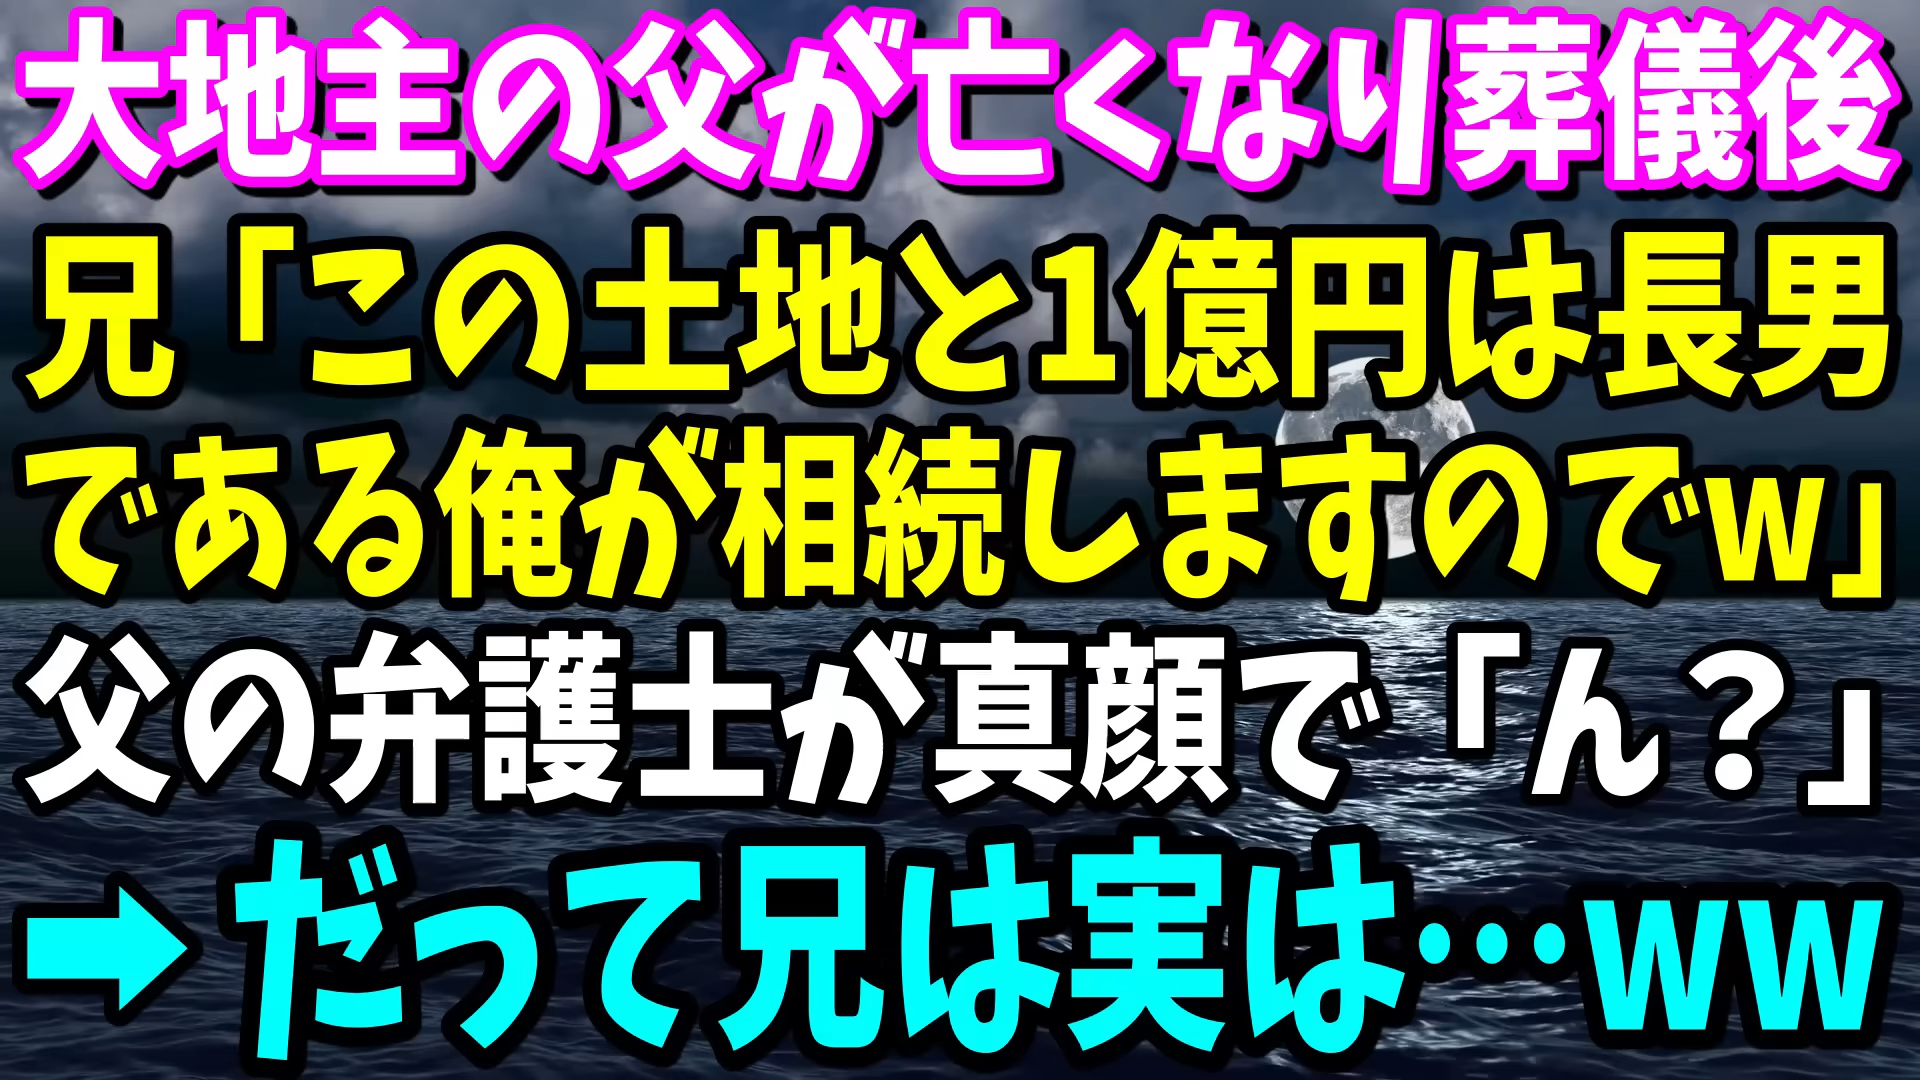 大地主の父が亡くなり葬儀後
兄「この土地と1億円は長男
である俺が相続しますのでw」
父の弁護士が真顔で「ん？」
➡だって兄は実は…ww